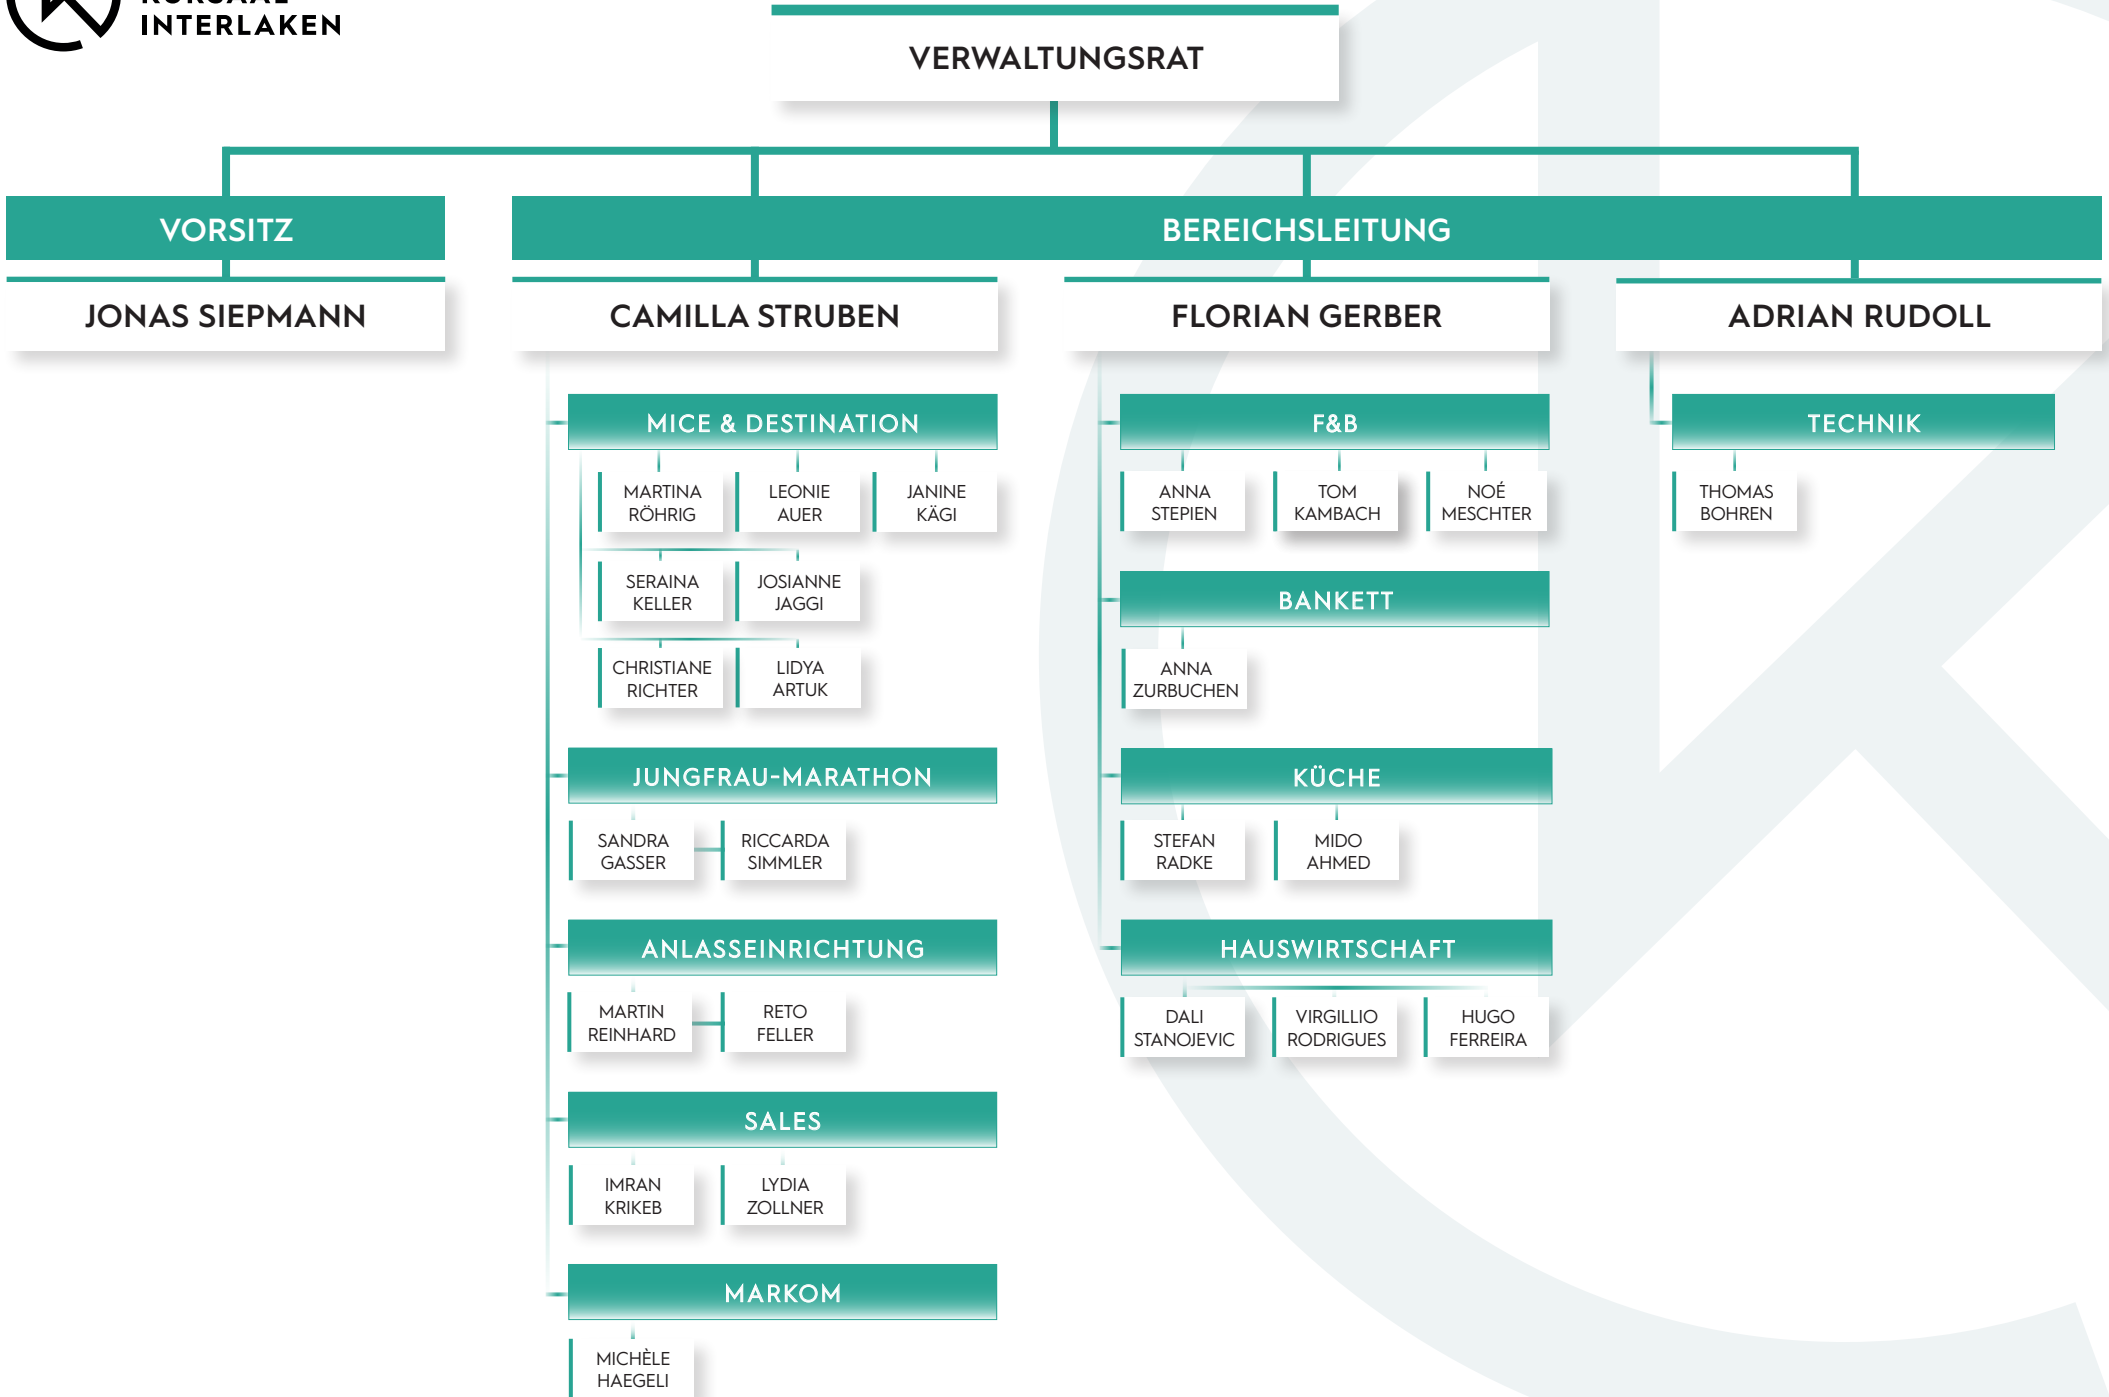 KURSAAL
INTERLAKEN
VERWALTUNGSRAT
VORSITZ
BEREICHSLEITUNG
JONAS SIEPMANN
CAMILLA STRUBEN
FLORIAN GERBER
ADRIAN RUDOLL
MICE & DESTINATION
MARTINA
RÖHRIG
LEONIE
AUER
JANINE
KÄGI
SERAINA
KELLER
JOSIANNE
JAGGI
CHRISTIANE
RICHTER
LIDYA
ARTUK
JUNGFRAU-MARATHON
SANDRA
GASSER
RICCARDA
SIMMLER
ANLASSEINRICHTUNG
MARTIN
REINHARD
RETO
FELLER
SALES
IMRAN
KRIKEB
LYDIA
ZOLLNER
MARKOM
MICHÈLE
HAEGELI
F&B
ANNA
STEPIEN
TOM
KAMBACH
NOÉ
MESCHTER
BANKETT
ANNA
ZURBUCHEN
KÜCHE
STEFAN
RADKE
MIDO
AHMED
HAUSWIRTSCHAFT
DALI
STANOJEVIC
VIRGILLIO
RODRIGUES
HUGO
FERREIRA
TECHNIK
THOMAS
BOHREN